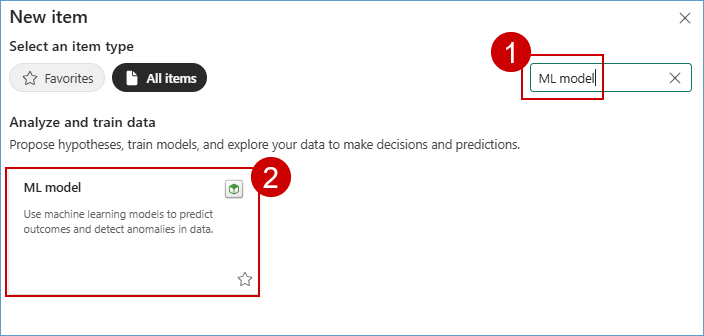 New item
Select an item type
Favorites
All items
1
ML model
Analyze and train data
Propose hypotheses, train models, and explore your data to make decisions and predictions.
ML model
2
Use machine learning models to predict
outcomes and detect anomalies in data.